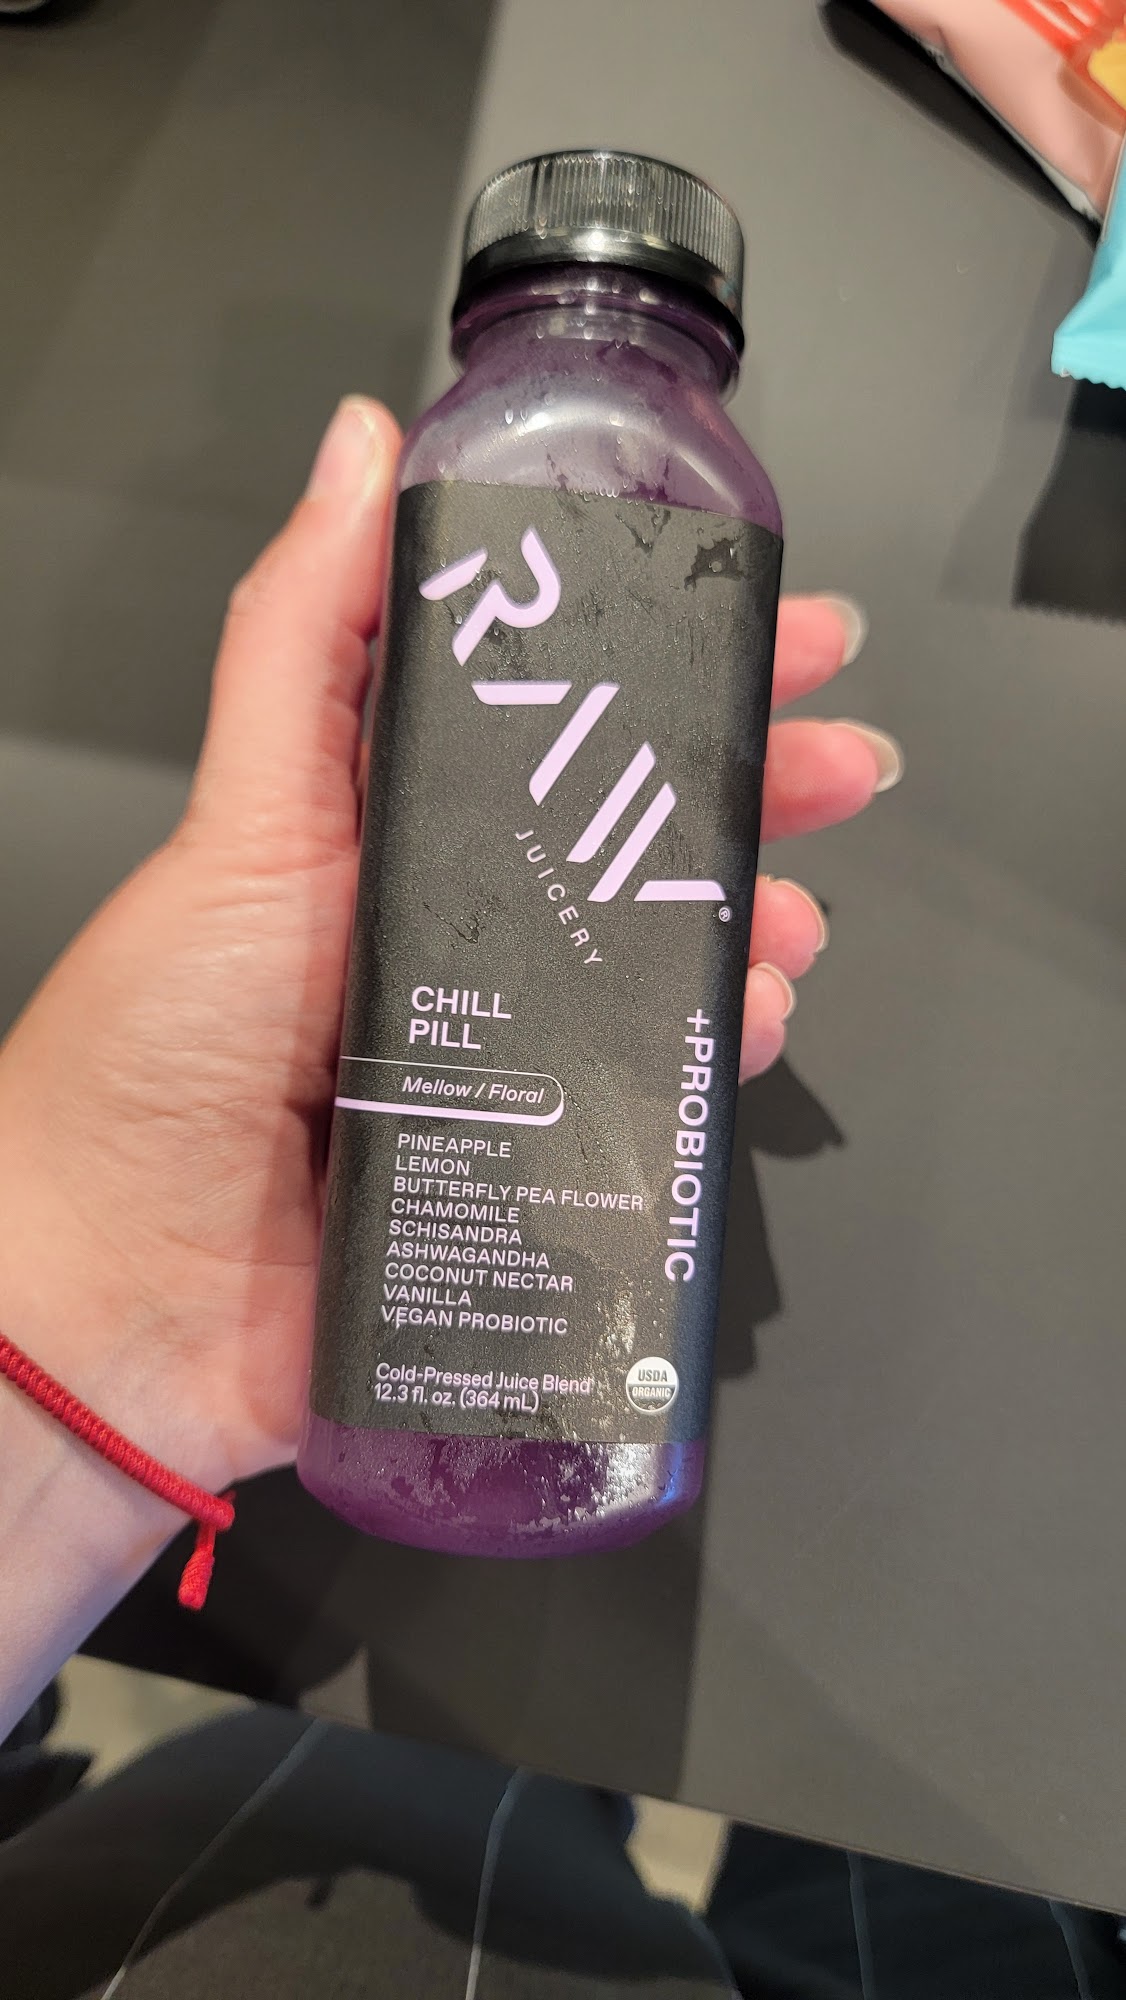 RAW
JUICERY
®
CHILL
PILL
Mellow / Floral
PINEAPPLE
LEMON
BUTTERFLY PEA FLOWER
CHAMOMILE
SCHISANDRA
ASHWAGANDHA
COCONUT NECTAR
VANILLA
VEGAN PROBIOTIC
+PROBIOTIC
Cold-Pressed Juice Blend
12.3 fl. oz. (364 mL)
USDA
ORGANIC